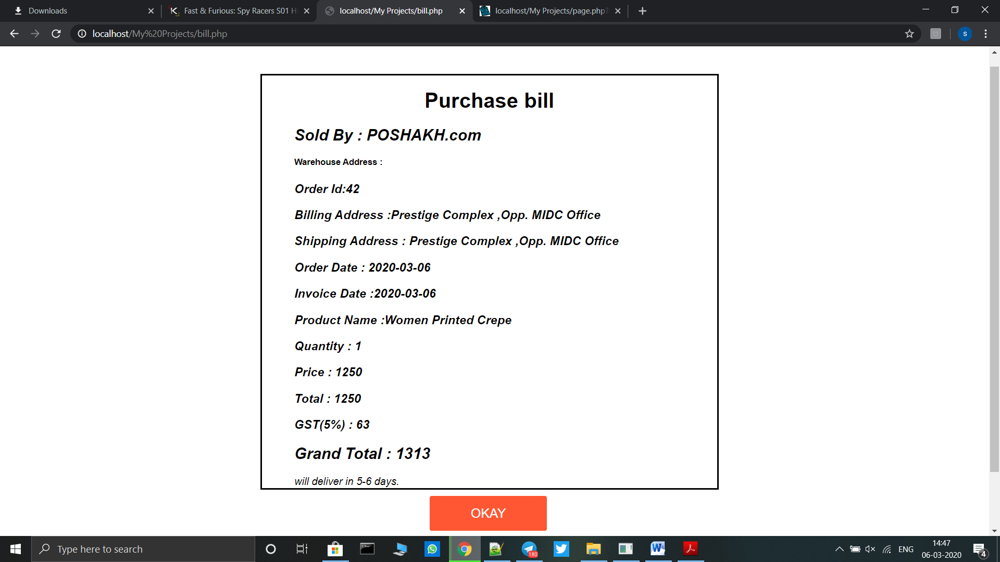 Downloads
Fast & Furious: Spy Racers S01 H
localhost/My Projects/bill.php
localhost/My Projects/page.php?
localhost/My%20Projects/bill.php
S
Purchase bill
Sold By : POSHAKH.com
Warehouse Address :
Order Id:42
Billing Address :Prestige Complex ,Opp. MIDC Office
Shipping Address : Prestige Complex ,Opp. MIDC Office
Order Date : 2020-03-06
Invoice Date :2020-03-06
Product Name :Women Printed Crepe
Quantity : 1
Price : 1250
Total : 1250
GST(5%) : 63
Grand Total : 1313
will deliver in 5-6 days.
OKAY
Type here to search
180
ENG
14:47
06-03-2020
4